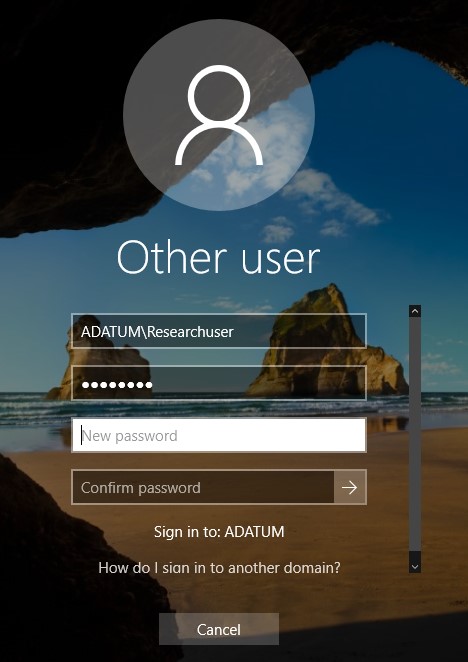 Other user
ADATUM\Researchuser
●●●●●●●●
New password
Confirm password
Sign in to: ADATUM
How do I sign in to another domain?
Cancel